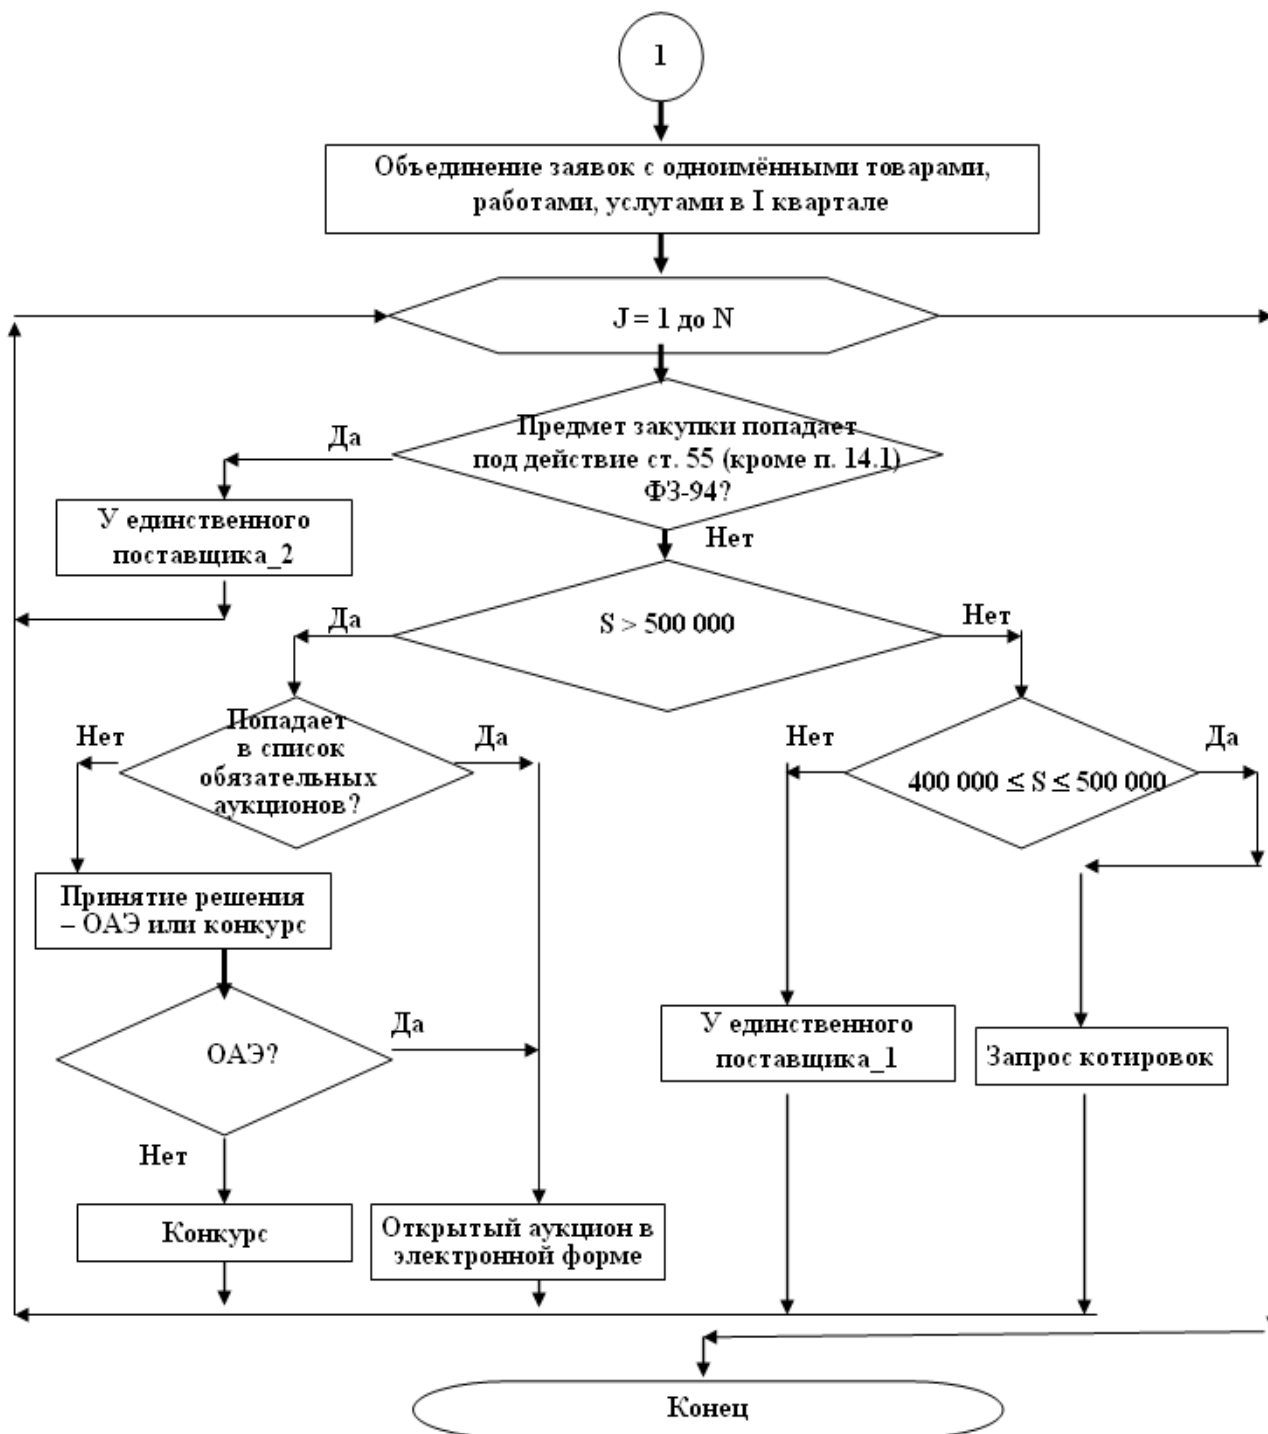 1
Объединение заявок с одноимёнными товарами,
работами, услугами в I квартале
J = 1 до N
Предмет закупки попадает
под действие ст. 55 (кроме п. 14.1)
ФЗ-94?
Да
Нет
У единственного
поставщика_2
S > 500 000
Да
Нет
Попадает
в список
обязательных
аукционов?
Нет
Да
400 000 ≤ S ≤ 500 000
Нет
Да
Принятие решения
– ОАЭ или конкурс
ОАЭ?
Да
Нет
У единственного
поставщика_1
Запрос котировок
Конкурс
Открытый аукцион в
электронной форме
Конец